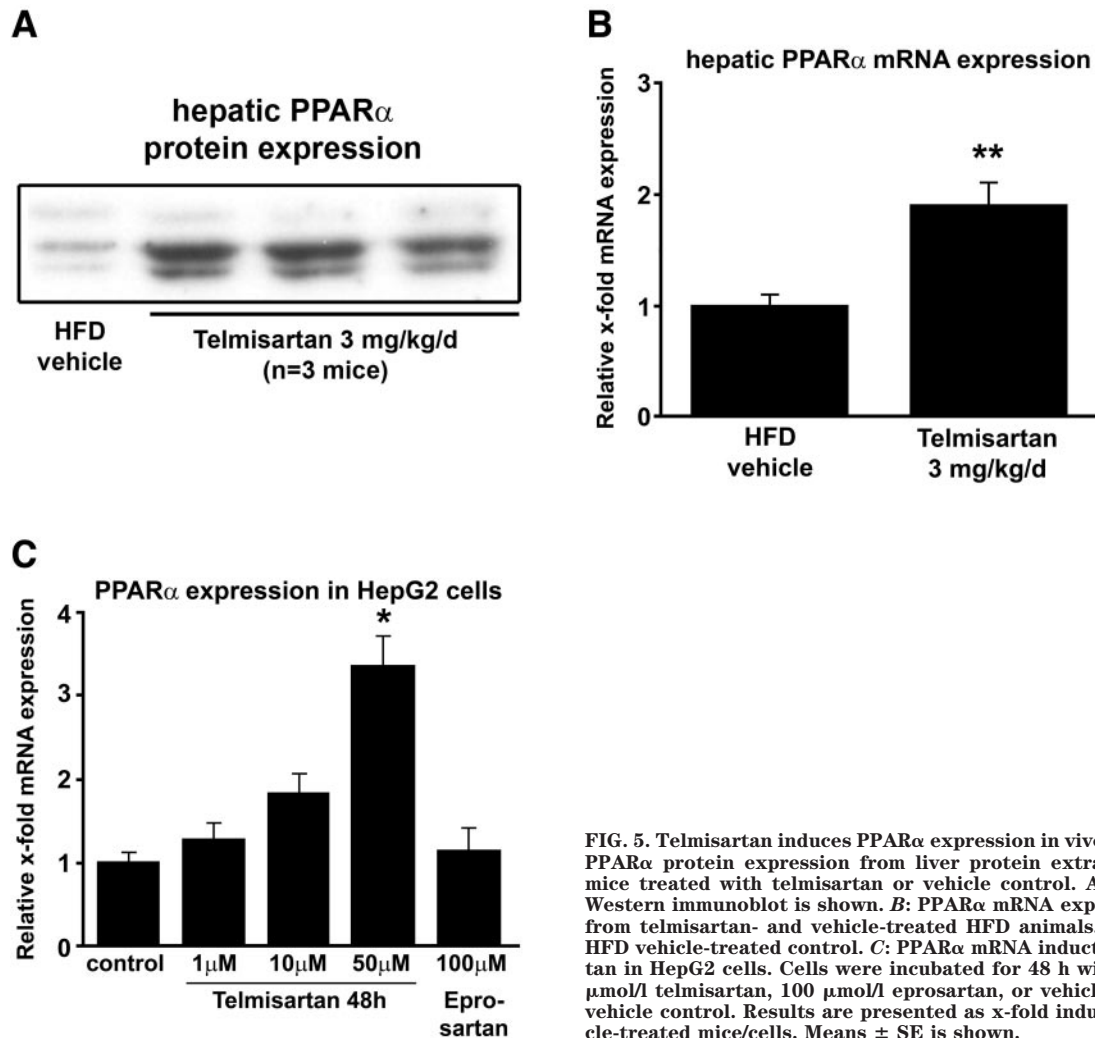 A
hepatic PPARα
protein expression
HFD
vehicle
Telmisartan 3 mg/kg/d
(n=3 mice)
B
hepatic PPARα mRNA expression
Relative x-fold mRNA expression
3
2
1
0
**
HFD
vehicle
Telmisartan
3 mg/kg/d
C
PPARα expression in HepG2 cells
Relative x-fold mRNA expression
4
3
2
1
0
*
control
1μM
10μM
50μM
100μM
Telmisartan 48h
Epro-
sartan
FIG. 5. Telmisartan induces PPARα expression in vivo
PPARα protein expression from liver protein extra
mice treated with telmisartan or vehicle control. A
Western immunoblot is shown. B: PPARα mRNA exp
from telmisartan- and vehicle-treated HFD animals.
HFD vehicle-treated control. C: PPARα mRNA induct
tan in HepG2 cells. Cells were incubated for 48 h wi
μmol/l telmisartan, 100 μmol/l eprosartan, or vehicl
vehicle control. Results are presented as x-fold indu
cle-treated mice/cells. Means ± SE is shown.